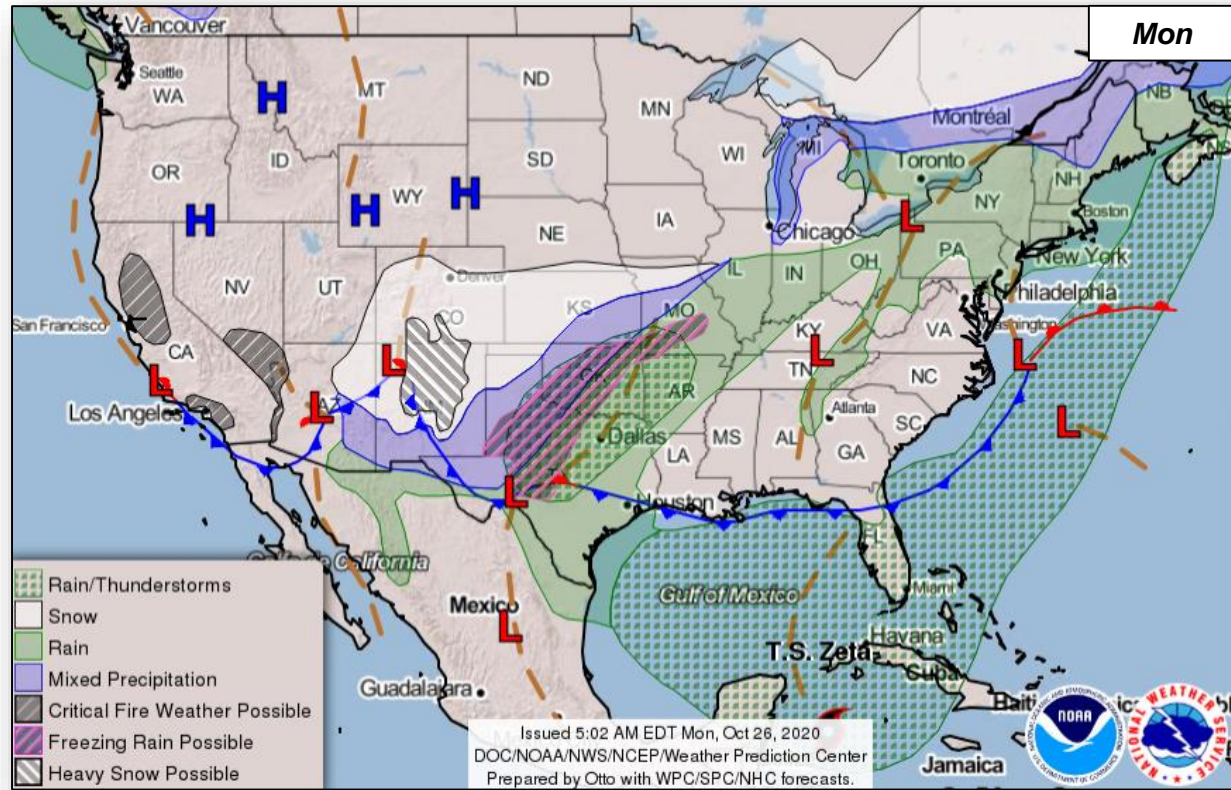 Mon
Vancouver
Seattle
WA
MT
ND
MN
Montréal
NB
H
OR
ID
SD
WI
MI
Toronto
NH
H
H
H
WY
IA
NY
Boston
L
NE
Chicago
New York
NV
UT
Denver
IL
IN
OH
PA
Philadelphia
San Francisco
CO
KS
MO
KY
VA
Washington
CA
L
L
L
L
Los Angeles
L
AZ
OK
AR
TN
NC
L
Dallas
MS
AL
Atlanta
SC
GA
LA
L
Houston
FL
Golfo de California
Gulf of Mexico
Miami
Mexico
L
Havana
T.S. Zeta
Cuba
Guadalajara
Jamaica
Rain/Thunderstorms
Snow
Rain
Mixed Precipitation
Critical Fire Weather Possible
Freezing Rain Possible
Heavy Snow Possible
Issued 5:02 AM EDT Mon, Oct 26, 2020
DOC/NOAA/NWS/NCEP/Weather Prediction Center
Prepared by Otto with WPC/SPC/NHC forecasts.
NOAA
NATIONAL WEATHER SERVICE